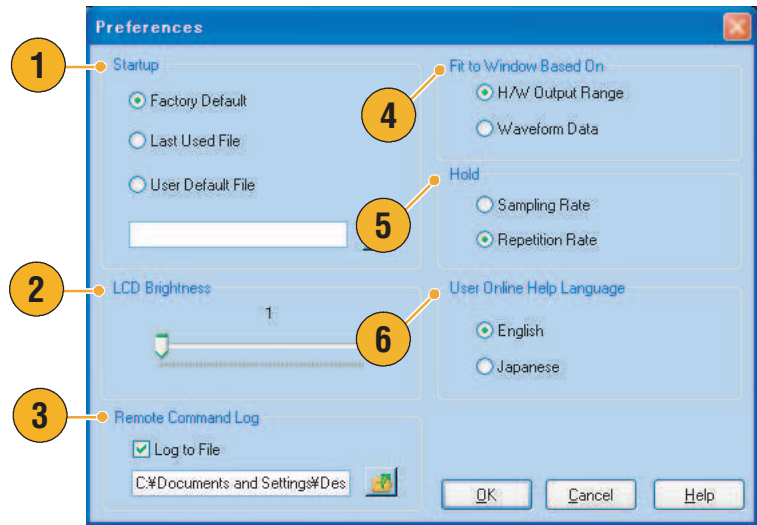 Preferences
1
Startup
Factory Default
Last Used File
User Default File
2
LCD Brightness
1
3
Remote Command Log
Log to File
C:¥Documents and Settings¥Des
4
Fit to Window Based On
H/W Output Range
Waveform Data
5
Hold
Sampling Rate
Repetition Rate
6
User Online Help Language
English
Japanese
OK
Cancel
Help